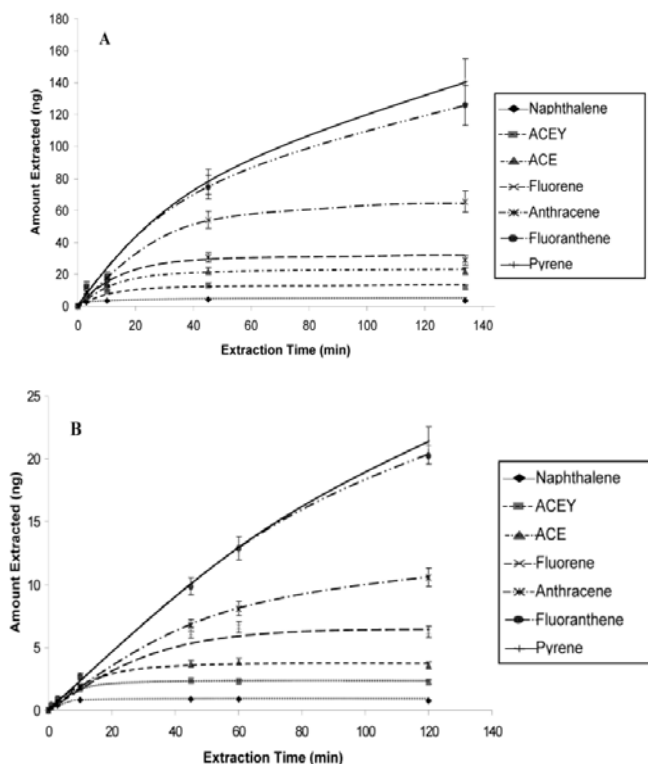 A
180
160
140
120
100
80
60
40
20
0
Amount Extracted (ng)
0 20 40 60 80 100 120 140
Extraction Time (min)
Naphthalene
ACEY
ACE
Fluorene
Anthracene
Fluoranthene
Pyrene
B
25
20
15
10
5
0
Amount Extracted (ng)
0 20 40 60 80 100 120 140
Extraction Time (min)
Naphthalene
ACEY
ACE
Fluorene
Anthracene
Fluoranthene
Pyrene